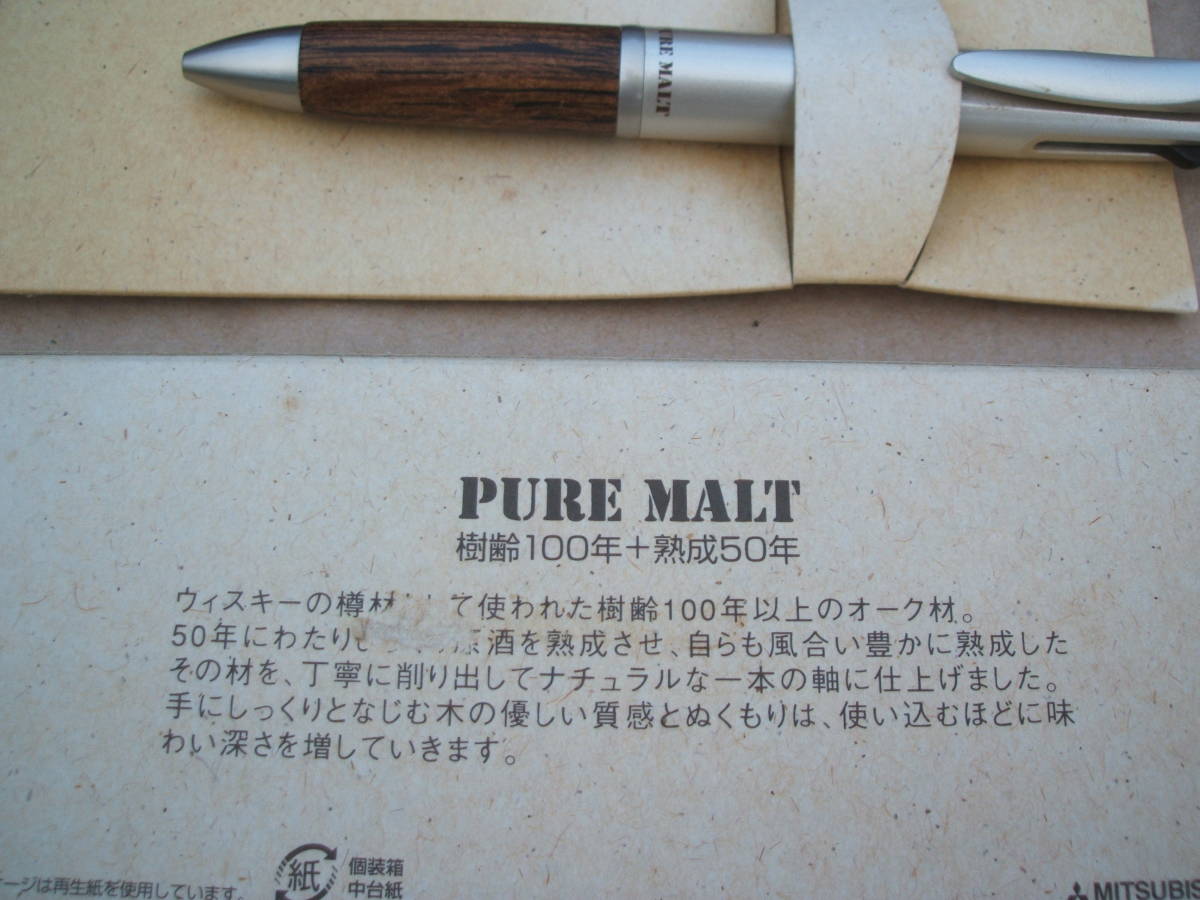 PURE MALT
PURE MALT
樹齢100年+熟成50年
ウィスキーの樽材 て使われた樹齢100年以上のオーク材。
50年にわたり 酒を熟成させ、自らも風合い豊かに熟成した
その材を、丁寧に削り出してナチュラルな一本の軸に仕上げました。
手にしっくりとなじむ木の優しい質感とぬくもりは、使い込むほどに味
わい深さを増していきます。
ージは再生紙を使用しています。
紙
個装箱
中台紙
MITSUBIS